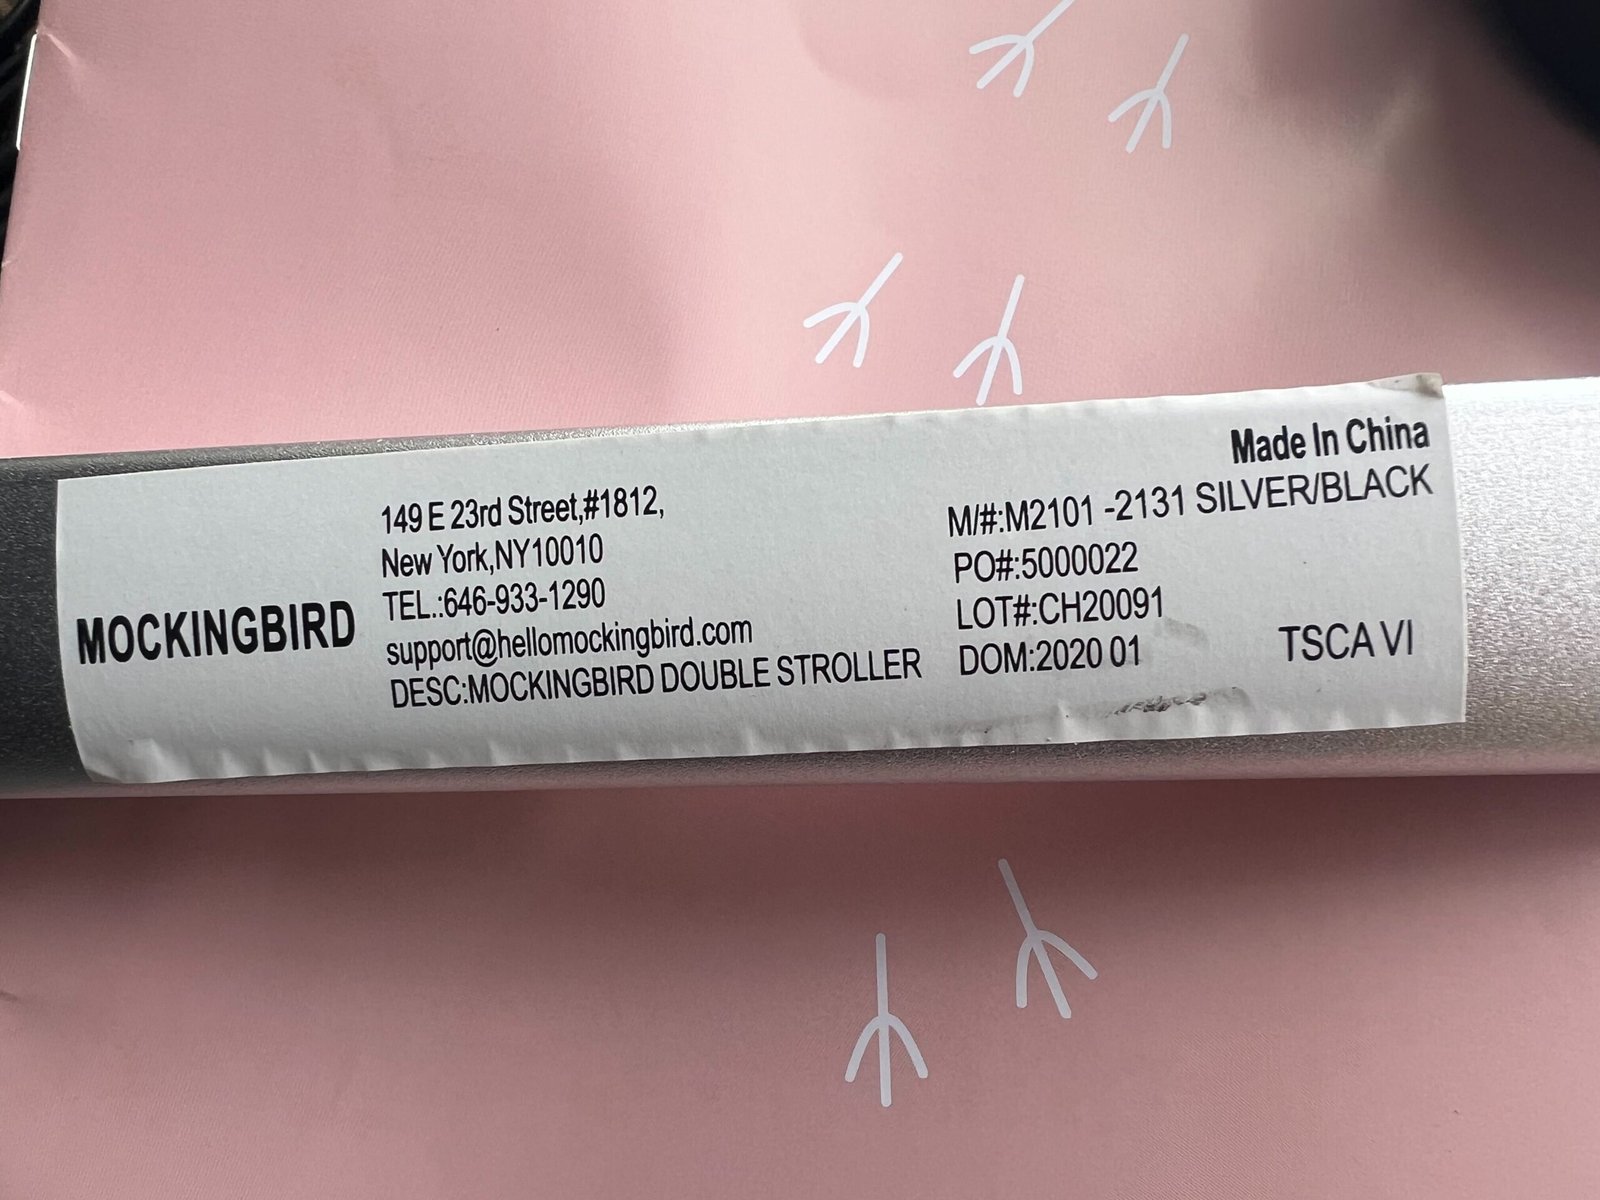 MOCKINGBIRD
149 E 23rd Street,#1812,
New York,NY10010
TEL.:646-933-1290
support@hellomockingbird.com
DESC:MOCKINGBIRD DOUBLE STROLLER
Made In China
M/#:M2101 -2131 SILVER/BLACK
PO#:5000022
LOT#:CH20091
DOM:2020 01
TSCA VI